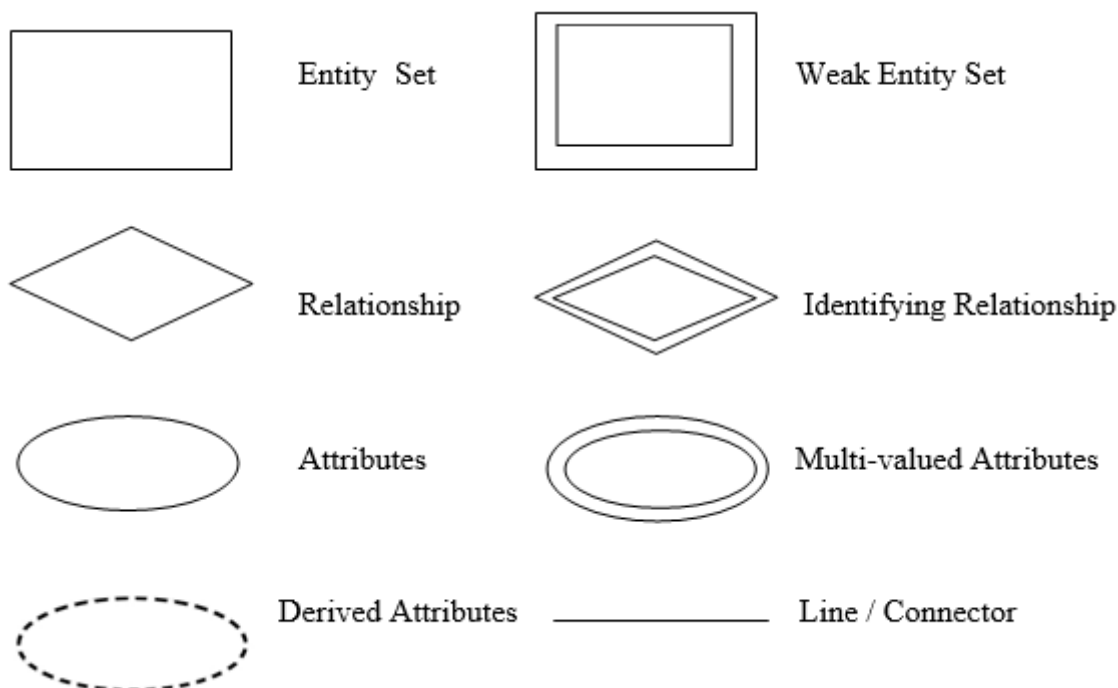 Entity Set
Weak Entity Set
Relationship
Identifying Relationship
Attributes
Multi-valued Attributes
Derived Attributes
Line / Connector